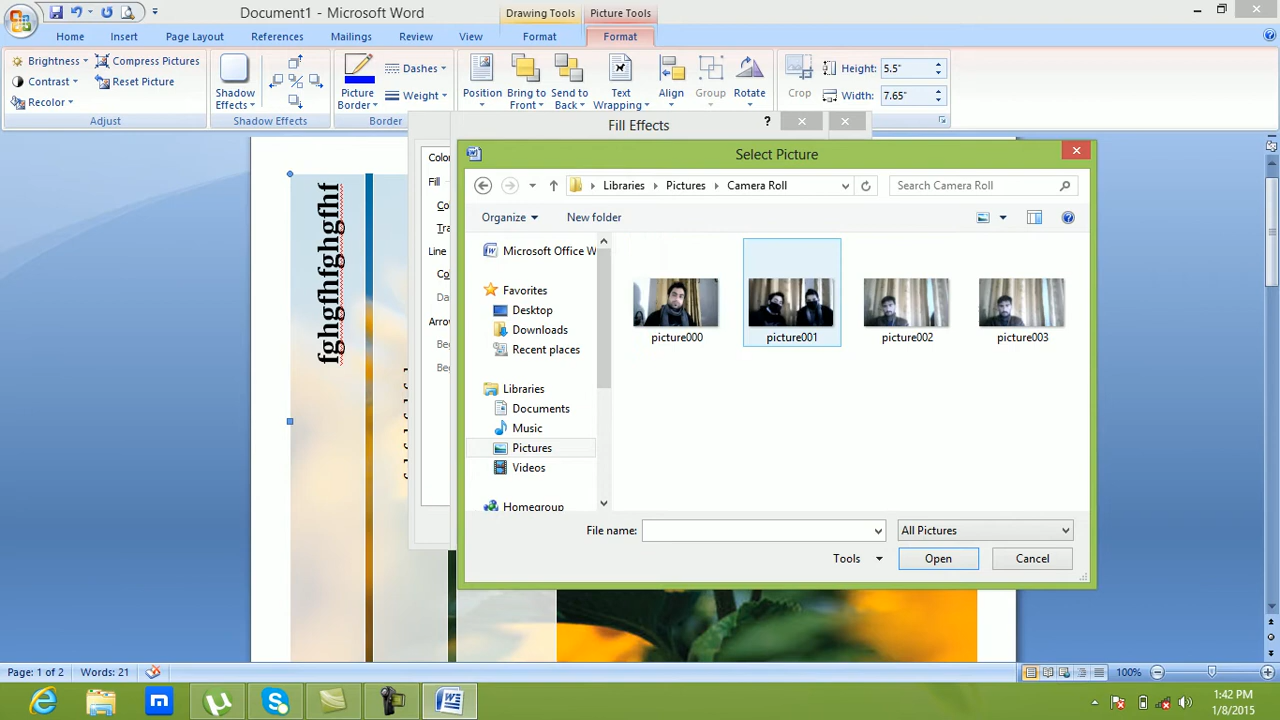 Document1 - Microsoft Word
Drawing Tools
Picture Tools
Home
Insert
Page Layout
References
Mailings
Review
View
Format
Format
Brightness
Compress Pictures
Contrast
Reset Picture
Recolor
Adjust
Shadow
Effects
Shadow Effects
Picture
Border
Dashes
Weight
Border
Position
Bring to
Front
Send to
Back
Text
Wrapping
Align
Group
Rotate
Crop
Height:
5.5"
Width:
7.65"
Fill Effects
?
Select Picture
Libraries
Pictures
Camera Roll
Search Camera Roll
Organize
New folder
Microsoft Office W
Favorites
Desktop
Downloads
Recent places
Libraries
Documents
Music
Pictures
Videos
Homegroup
picture000
picture001
picture002
picture003
File name:
All Pictures
Tools
Open
Cancel
Fill
Line
fghgfhfghgfhf
Page: 1 of 2
Words: 21
100%
1:42 PM
1/8/2015